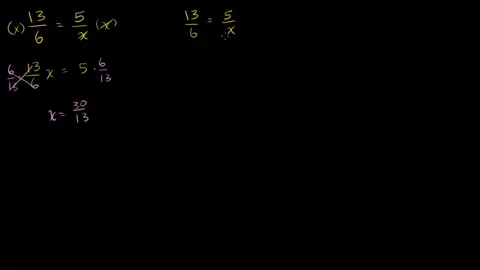 (x) 13/6 = 5/x (x)
6/13 · 13/6 x = 5 · 6/13
x = 30/13
13/6 = 5/x